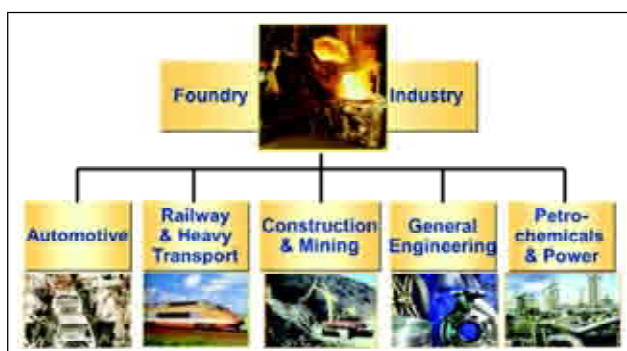 Foundry
Industry
Automotive
Railway
& Heavy
Transport
Construction
& Mining
General
Engineering
Petro-
chemicals
& Power